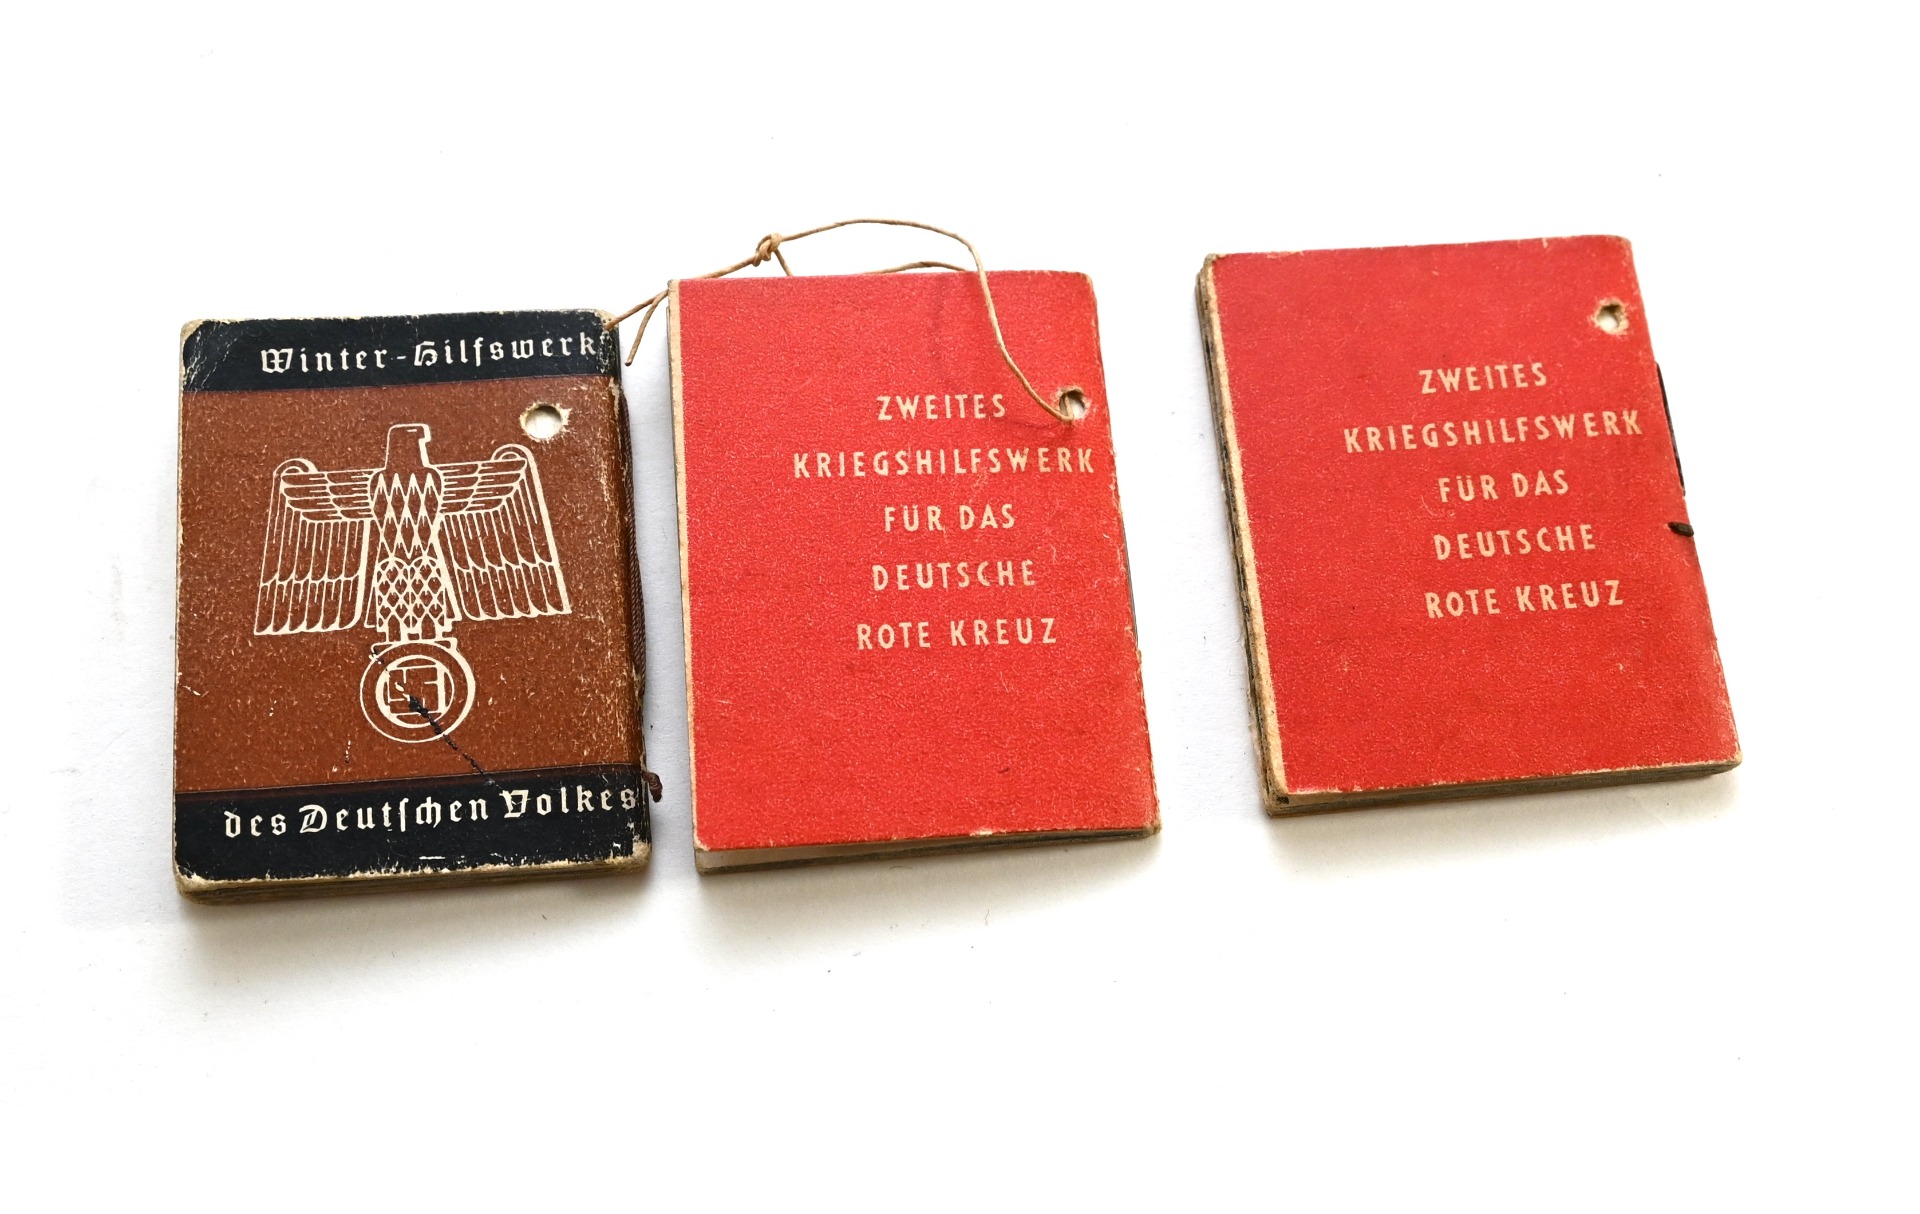 Winter-Hilfswerk
des Deutschen Volkes
ZWEITES
KRIEGSHILFSWERK
FÜR DAS
DEUTSCHE
ROTE KREUZ
ZWEITES
KRIEGSHILFSWERK
FÜR DAS
DEUTSCHE
ROTE KREUZ